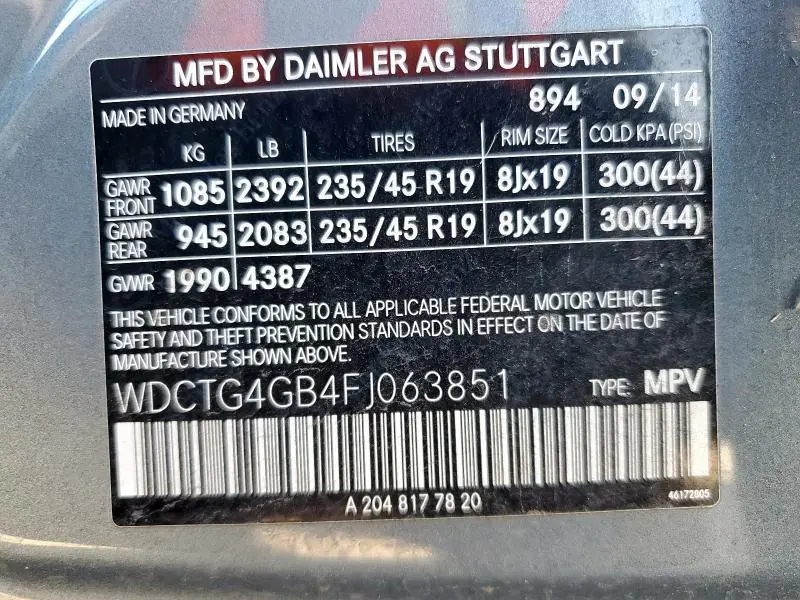 MFD BY DAIMLER AG STUTTGART
MADE IN GERMANY 894 09/14
KG LB TIRES RIM SIZE COLD KPA(PSI)
GAWR FRONT 1085 2392 235/45 R19 8Jx19 300(44)
GAWR REAR 945 2083 235/45 R19 8Jx19 300(44)
GVWR 1990 4387
THIS VEHICLE CONFORMS TO ALL APPLICABLE FEDERAL MOTOR VEHICLE
SAFETY AND THEFT PREVENTION STANDARDS IN EFFECT ON THE DATE OF
MANUFACTURE SHOWN ABOVE.
WDCTG4GB4FJ063851 TYPE: MPV
A 204 817 78 20 46172005